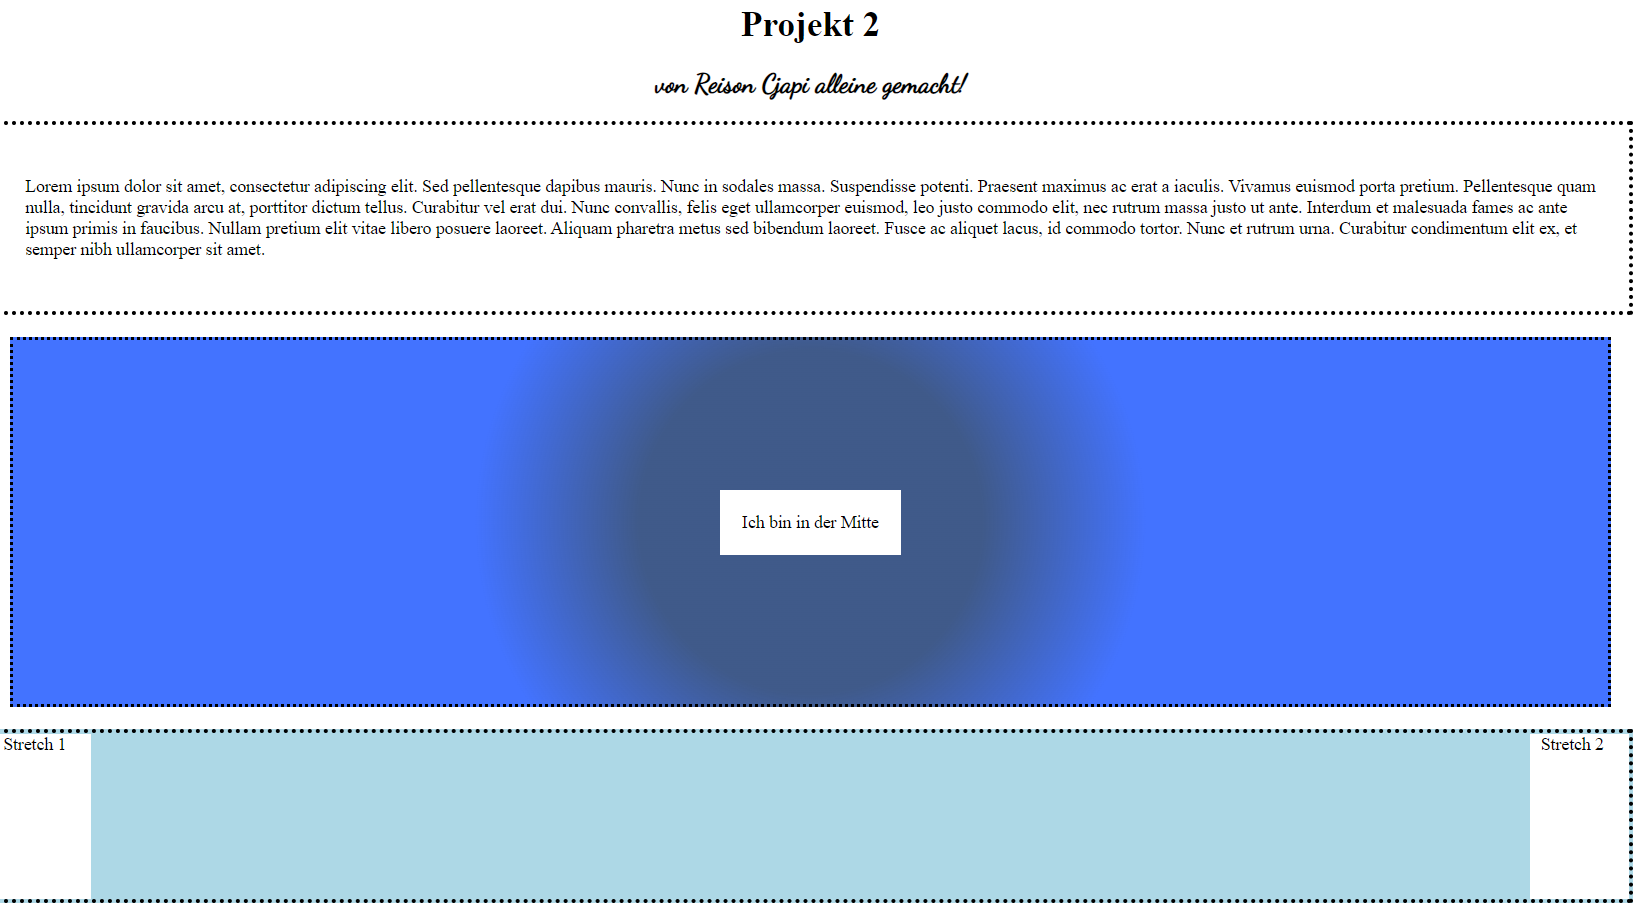 Projekt 2
von Reison Gjapi alleine gemacht!
Lorem ipsum dolor sit amet, consectetur adipiscing elit. Sed pellentesque dapibus mauris. Nunc in sodales massa. Suspendisse potenti. Praesent maximus ac erat a iaculis. Vivamus euismod porta pretium. Pellentesque quam
nulla, tincidunt gravida arcu at, porttitor dictum tellus. Curabitur vel erat dui. Nunc convallis, felis eget ullamcorper euismod, leo justo commodo elit, nec rutrum massa justo ut ante. Interdum et malesuada fames ac ante
ipsum primis in faucibus. Nullam pretium elit vitae libero posuere laoreet. Aliquam pharetra metus sed bibendum laoreet. Fusce ac aliquet lacus, id commodo tortor. Nunc et rutrum urna. Curabitur condimentum elit ex, et
semper nibh ullamcorper sit amet.
Ich bin in der Mitte
Stretch 1
Stretch 2